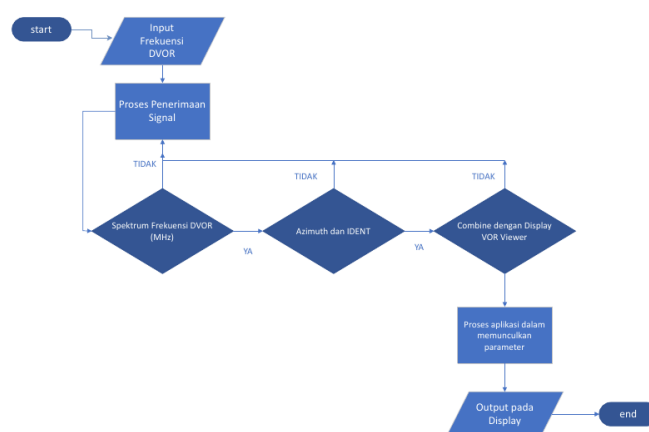 start
Input
Frekuensi
DVOR
Proses Penerimaan
Signal
TIDAK
TIDAK
TIDAK
Spektrum Frekuensi DVOR
(MHz)
YA
Azimuth dan IDENT
YA
Combine dengan Display
VOR Viewer
Proses aplikasi dalam
memunculkan
parameter
Output pada
Display
end